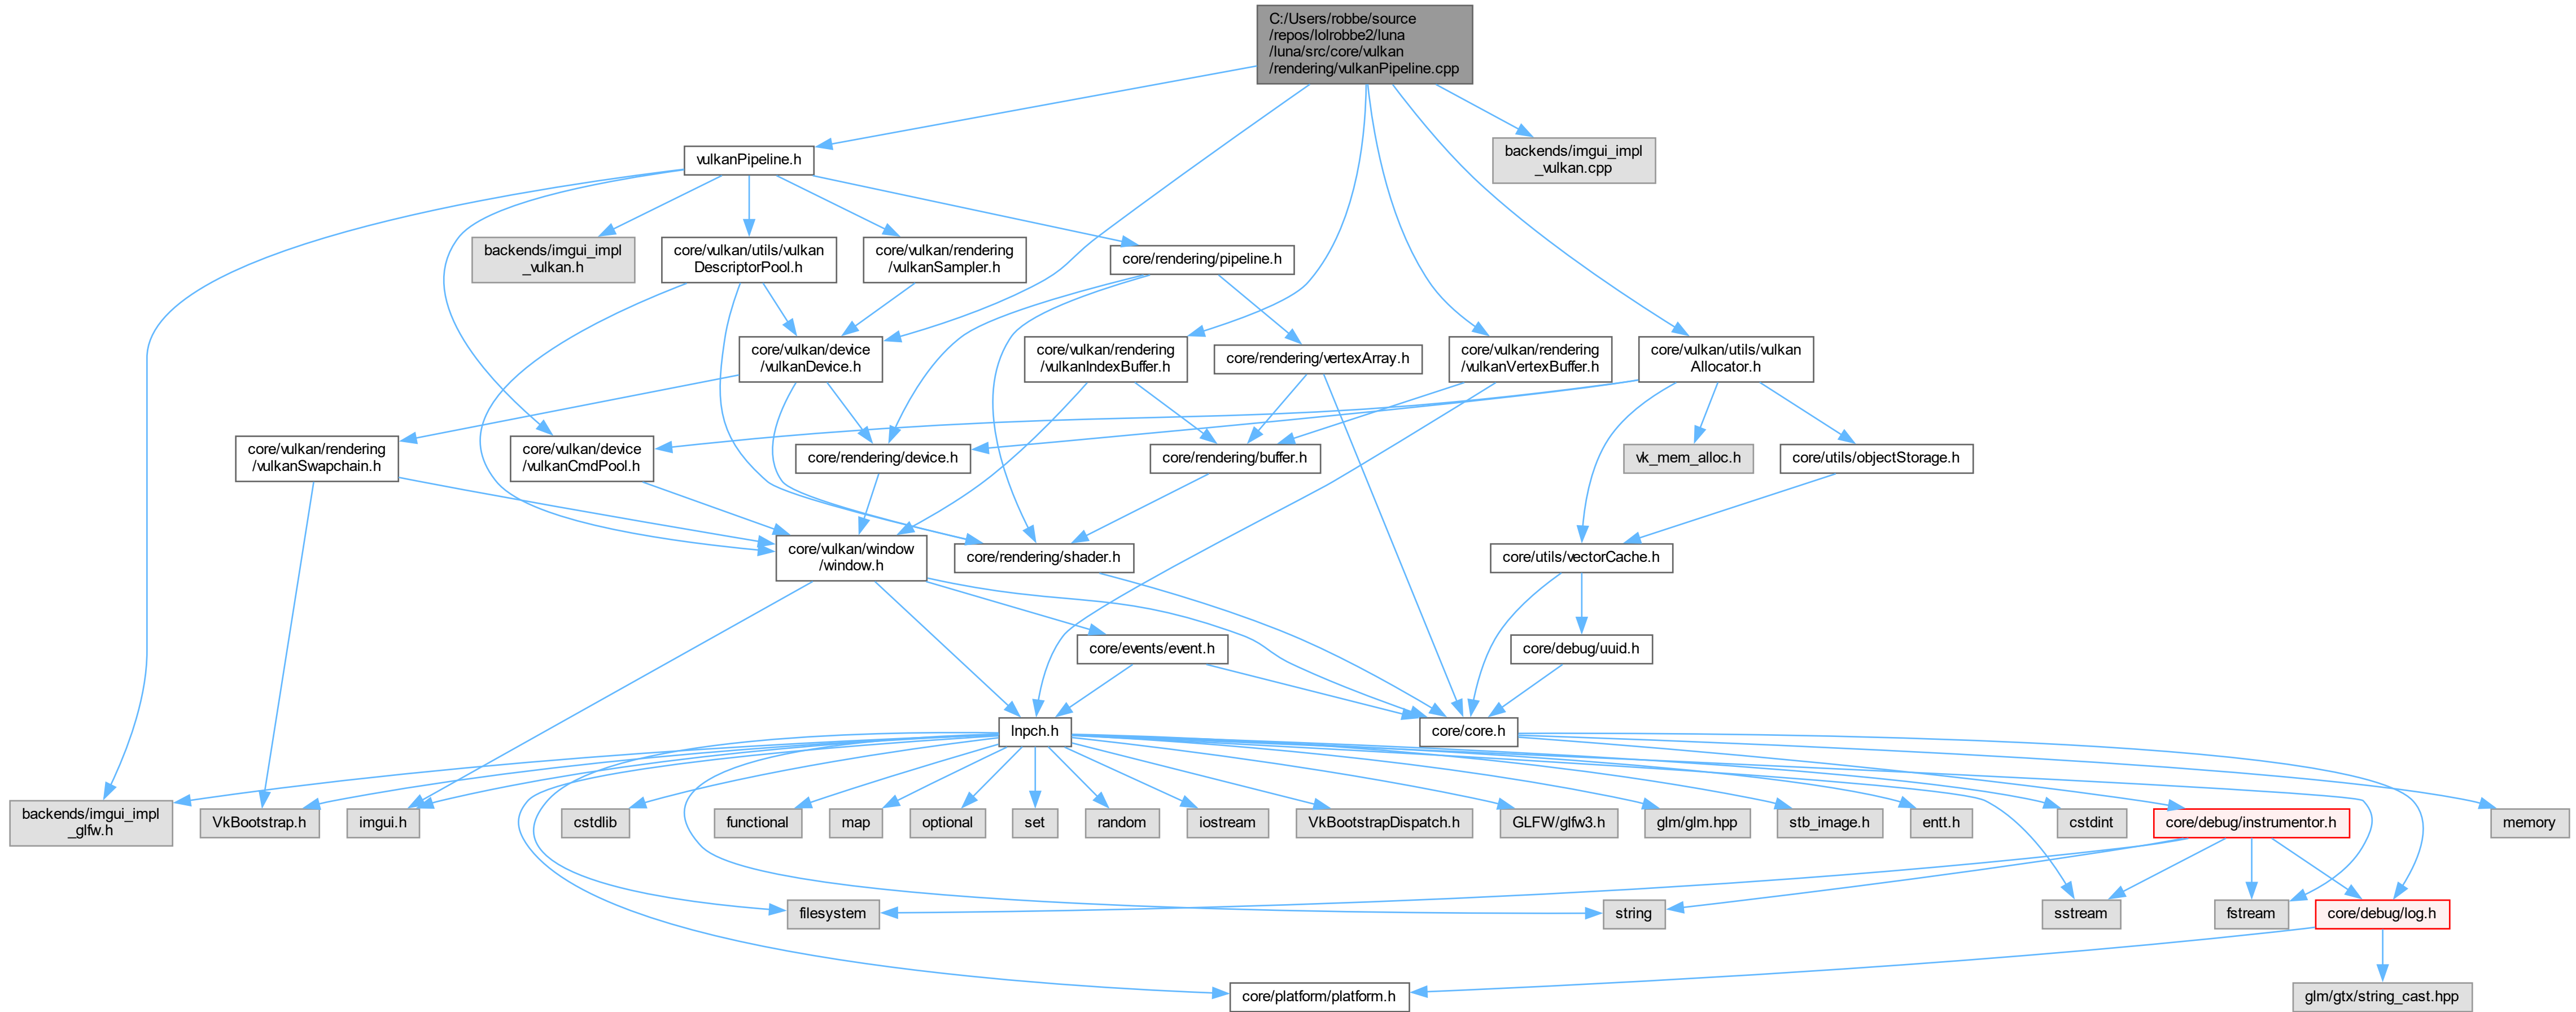 C:/Users/robbe/source
/repos/lolrobbe2/luna
/luna/src/core/vulkan
/rendering/vulkanPipeline.cpp
vulkanPipeline.h
backends/imgui_impl
_vulkan.cpp
backends/imgui_impl
_vulkan.h
core/vulkan/utils/vulkan
DescriptorPool.h
core/vulkan/rendering
/vulkanSampler.h
core/rendering/pipeline.h
core/vulkan/device
/vulkanDevice.h
core/vulkan/rendering
/vulkanIndexBuffer.h
core/rendering/vertexArray.h
core/vulkan/rendering
/vulkanVertexBuffer.h
core/vulkan/utils/vulkan
Allocator.h
core/vulkan/rendering
/vulkanSwapchain.h
core/vulkan/device
/vulkanCmdPool.h
core/rendering/device.h
core/rendering/buffer.h
vk_mem_alloc.h
core/utils/objectStorage.h
core/vulkan/window
/window.h
core/rendering/shader.h
core/utils/vectorCache.h
core/events/event.h
core/debug/uuid.h
lnpch.h
core/core.h
backends/imgui_impl
_glfw.h
VkBootstrap.h
imgui.h
cstdlib
functional
map
optional
set
random
iostream
VkBootstrapDispatch.h
GLFW/glfw3.h
glm/glm.hpp
stb_image.h
entt.h
cstdint
core/debug/instrumentor.h
memory
filesystem
string
sstream
fstream
core/debug/log.h
core/platform/platform.h
glm/gtx/string_cast.hpp